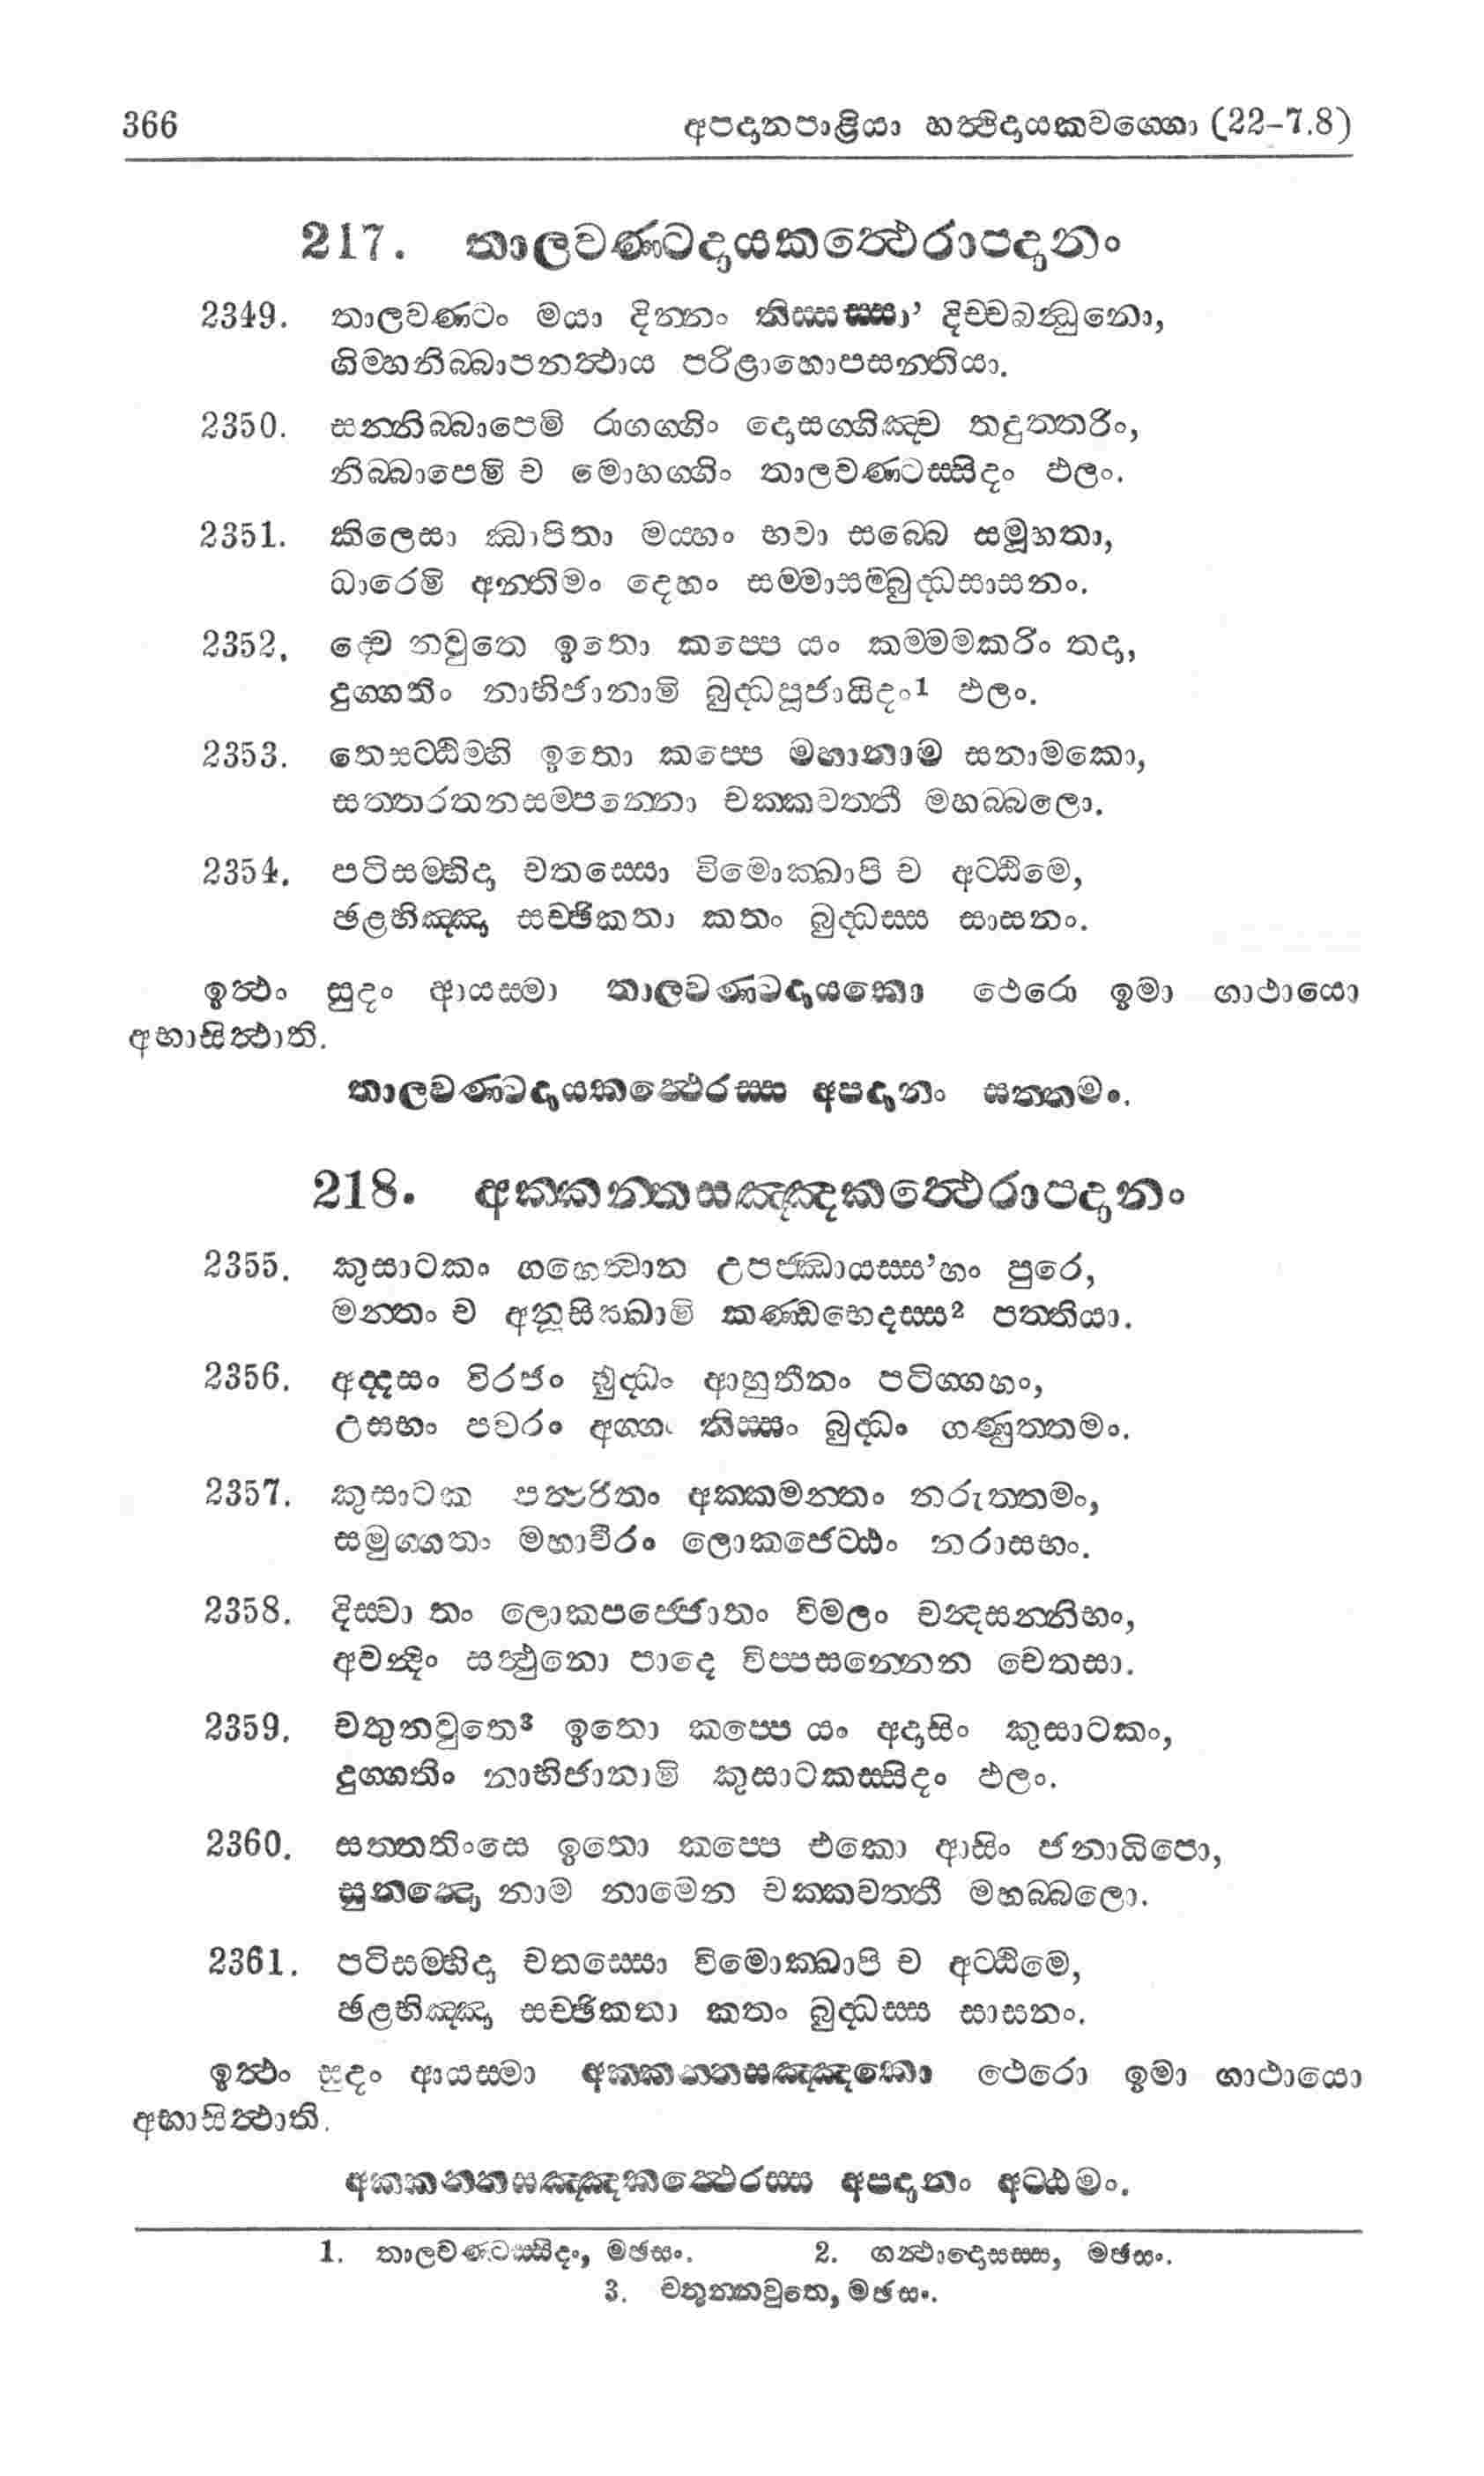 366 අපදානපාළියා හත්ථිදායකවග්ගො (22-7.8)
217. තාලවණ්ටදායකත්ථෙරාපදානං
2349. තාලවණ්ටං මයා දින්නං තිස්සස්සා’ දිච්චබන්ධුනො,
ගිම්හනිබ්බාපනත්ථාය පරිළාහොපසන්තියා.
2350. සන්නිබ්බාපෙමි රාගග්ගිං දොසග්ගිඤ්ච තදුත්තරිං,
නිබ්බාපෙමි ච මොහග්ගිං තාලවණ්ටස්සිදං ඵලං.
2351. කිලෙසා ඣාපිතා මය්හං භවා සබ්බෙ සමූහතා,
ධාරෙමි අන්තිමං දෙහං සම්මාසම්බුද්ධසාසනං.
2352. ද්වෙ නවුතෙ ඉතො කප්පෙ යං කම්මමකරිං තදා,
දුග්ගතිං නාභිජානාමි බුද්ධපූජායිදං1 ඵලං.
2353. තෙසට්ඨිම්හි ඉතො කප්පෙ මහානාම සනාමකො,
සත්තරතනසම්පන්නො චක්කවත්තී මහබ්බලො.
2354. පටිසම්භිදා චතස්සො විමොක්ඛාපි ච අට්ඨිමෙ,
ඡළභිඤ්ඤා සච්ඡිකතා කතං බුද්ධස්ස සාසනං.
ඉත්ථං සුදං ආයස්මා තාලවණ්ටදායකො ථෙරො ඉමා ගාථායො
අභාසිත්ථාති.
තාලවණ්ටදායකත්ථෙරස්ස අපදානං සත්තමං.
218. අක්කන්තසඤ්ඤකත්ථෙරාපදානං
2355. කුසාටකං ගහෙත්වාන උපජ්ඣායස්ස’හං පුරෙ,
මන්තං ච අනුසික්ඛාමි කණ්ඩභෙදස්ස2 පත්තියා.
2356. අද්දසං විරජං බුද්ධං ආහුතීනං පටිග්ගහං,
උසභං පවරං අග්ගං තිස්සං බුද්ධං ගණුත්තමං.
2357. කුසාටක පත්ථරිතං අක්කමන්තං නරුත්තමං,
සමුග්ගතං මහාවීරං ලොකජෙට්ඨං නරාසභං.
2358. දිස්වා තං ලොකපජ්ජොතං විමලං චන්දසන්නිභං,
අවන්දිං සත්ථුනො පාදෙ විප්පසන්නෙන චෙතසා.
2359. චතුනවුතෙ3 ඉතො කප්පෙ යං අදාසිං කුසාටකං,
දුග්ගතිං නාභිජානාමි කුසාටකස්සිදං ඵලං.
2360. සත්තතිංසෙ ඉතො කප්පෙ එකො ආසිං ජනාධිපො,
සුනන්දො නාම නාමෙන චක්කවත්තී මහබ්බලො.
2361. පටිසම්භිදා චතස්සො විමොක්ඛාපි ච අට්ඨිමෙ,
ඡළභිඤ්ඤා සච්ඡිකතා කතං බුද්ධස්ස සාසනං.
ඉත්ථං සුදං ආයස්මා අක්කන්තසඤ්ඤකො ථෙරො ඉමා ගාථායො
අභාසිත්ථාති.
අක්කන්තසඤ්ඤකත්ථෙරස්ස අපදානං අට්ඨමං.
1. තාලවණ්ටස්සිදං, මඡසං. 2. ගන්ථාදොසස්ස, මඡසං.
3. චතුන්නවුතෙ, මඡසං.